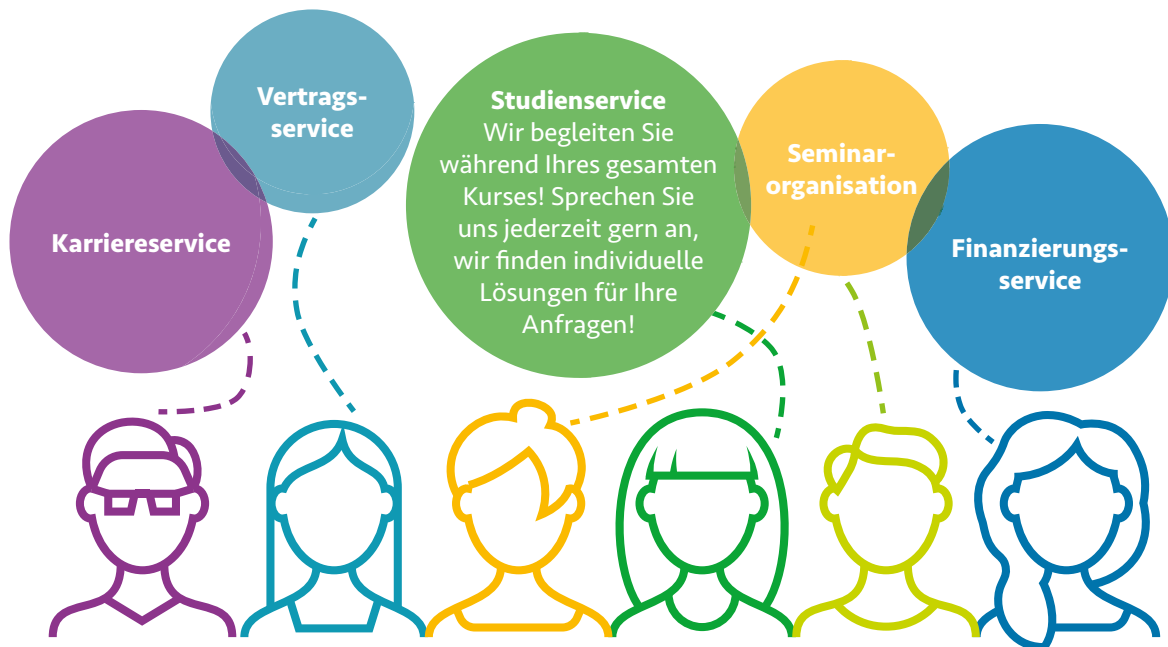 Karriereservice
Vertrags-
service
Studienservice
Wir begleiten Sie
während Ihres gesamten
Kurses! Sprechen Sie
uns jederzeit gern an,
wir finden individuelle
Lösungen für Ihre
Anfragen!
Seminar-
organisation
Finanzierungs-
service